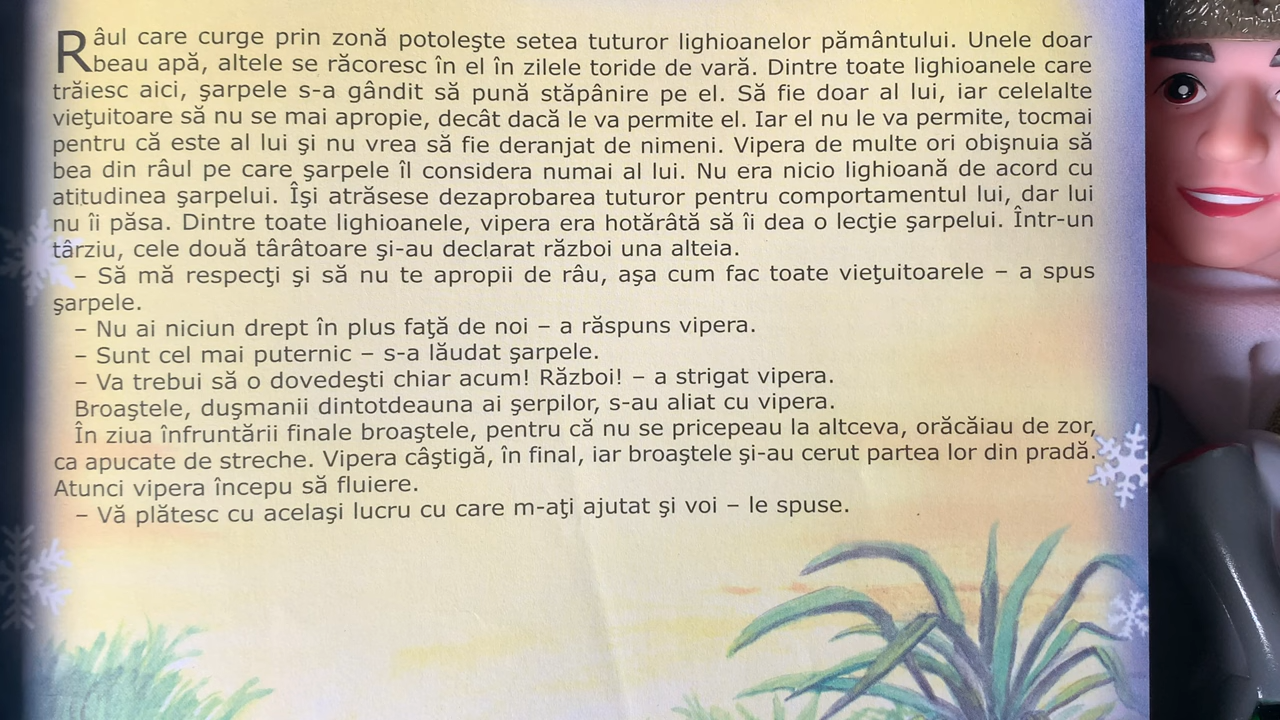 Râul care curge prin zonă potoleşte setea tuturor lighioanelor pământului. Unele doar
beau apă, altele se răcoresc în el în zilele toride de vară. Dintre toate lighioanele care
trăiesc aici, şarpele s-a gândit să pună stăpânire pe el. Să fie doar al lui, iar celelalte
vieţuitoare să nu se mai apropie, decât dacă le va permite el. Iar el nu le va permite, tocmai
pentru că este al lui şi nu vrea să fie deranjat de nimeni. Vipera de multe ori obişnuia să
bea din râul pe care şarpele îl considera numai al lui. Nu era nicio lighioană de acord cu
atitudinea şarpelui. Îşi atrăsese dezaprobarea tuturor pentru comportamentul lui, dar lui
nu îi păsa. Dintre toate lighioanele, vipera era hotărâtă să îi dea o lecţie şarpelui. Într-un
târziu, cele două târâtoare şi-au declarat război una alteia.
– Să mă respecţi şi să nu te apropii de râu, aşa cum fac toate vieţuitoarele – a spus
şarpele.
– Nu ai niciun drept în plus faţă de noi – a răspuns vipera.
– Sunt cel mai puternic – s-a lăudat şarpele.
– Va trebui să o dovedeşti chiar acum! Război! – a strigat vipera.
Broaştele, duşmanii dintotdeauna ai şerpilor, s-au aliat cu vipera.
În ziua înfruntării finale broaştele, pentru că nu se pricepeau la altceva, orăcăiau de zor,
ca apucate de streche. Vipera câştigă, în final, iar broaştele şi-au cerut partea lor din pradă.
Atunci vipera începu să fluiere.
– Vă plătesc cu acelaşi lucru cu care m-aţi ajutat şi voi – le spuse.